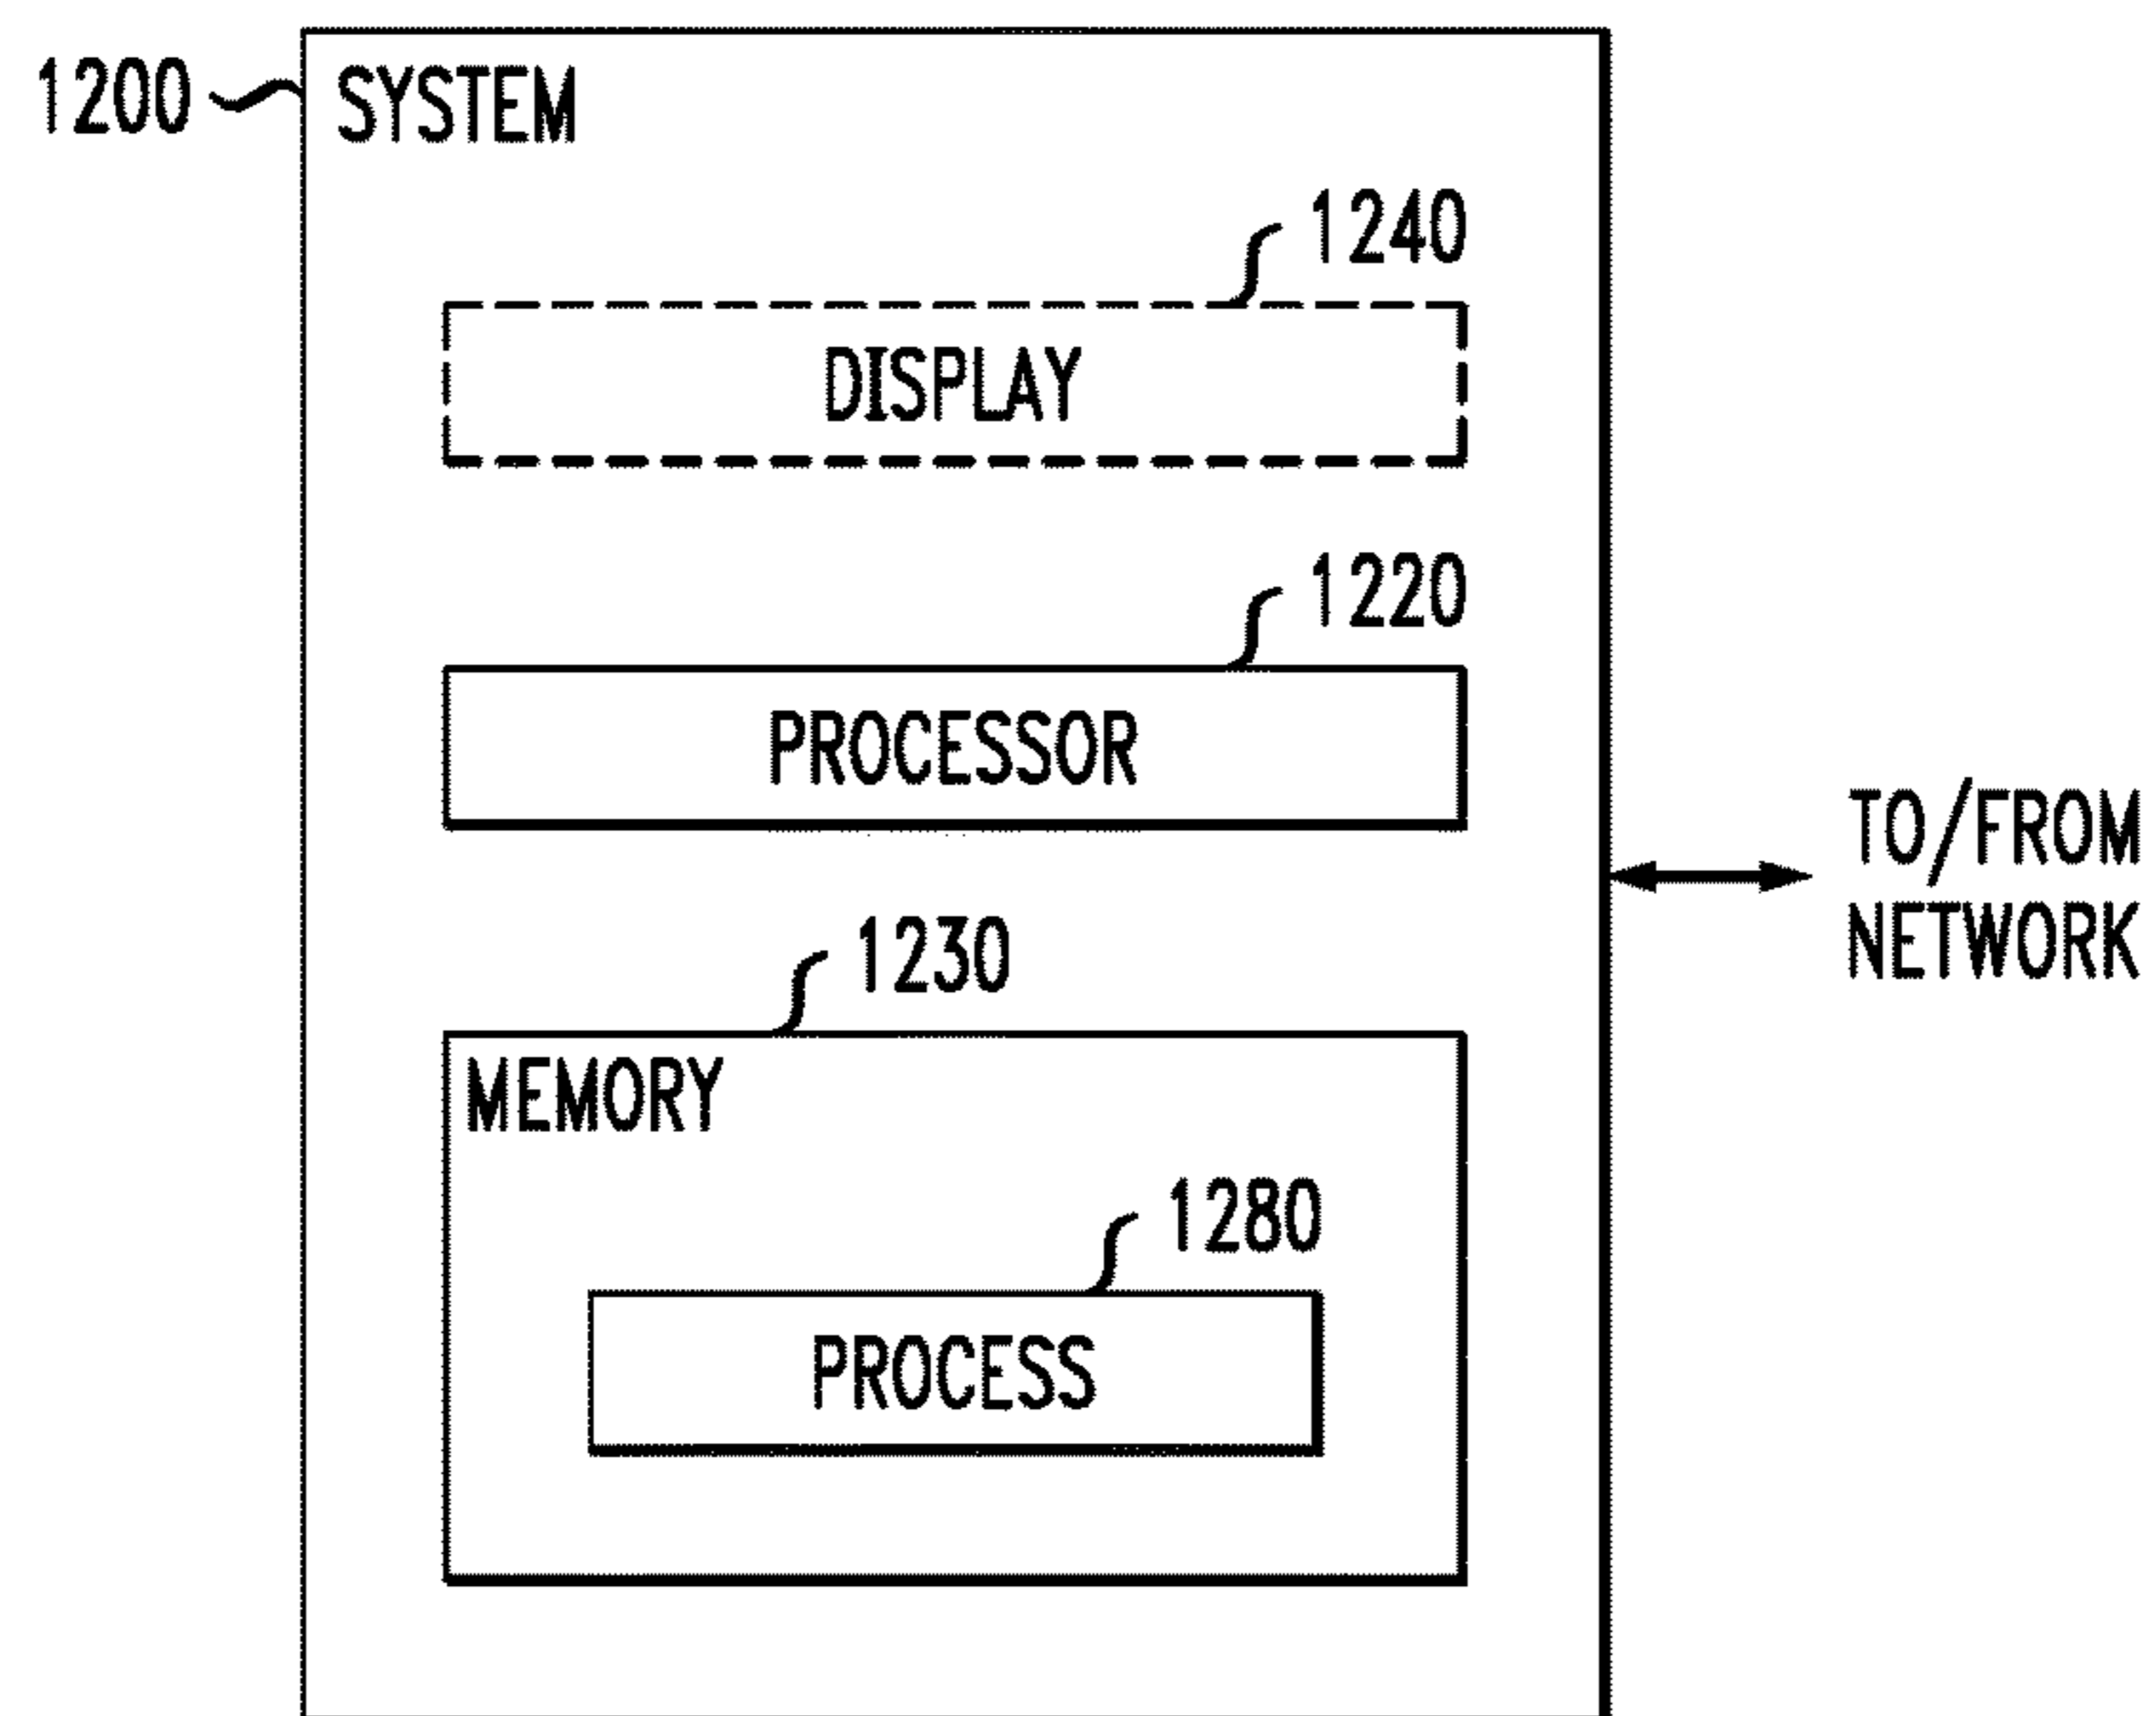 1200
SYSTEM
1240
DISPLAY
1220
PROCESSOR
TO/FROM
NETWORK
1230
MEMORY
1280
PROCESS